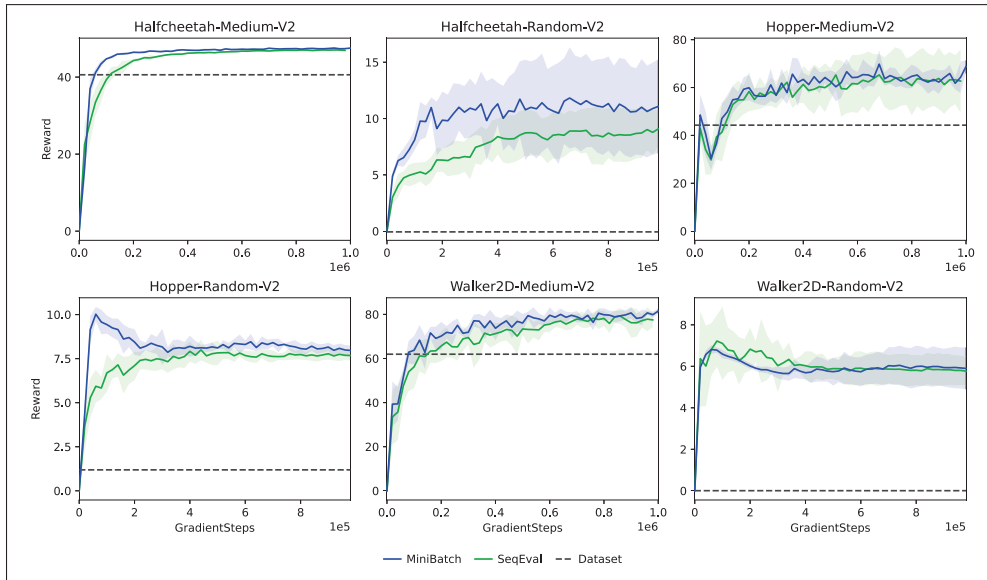 Halfcheetah-Medium-V2 Halfcheetah-Random-V2 Hopper-Medium-V2
Reward
40
20
0
0.0 0.2 0.4 0.6 0.8 1.0
1e6
15
10
5
0
0 2 4 6 8
1e5
80
60
40
20
0
0.0 0.2 0.4 0.6 0.8 1.0
1e6
Hopper-Random-V2 Walker2D-Medium-V2 Walker2D-Random-V2
Reward
10.0
7.5
5.0
2.5
0.0
0 2 4 6 8
GradientSteps 1e5
80
60
40
20
0
0.0 0.2 0.4 0.6 0.8 1.0
GradientSteps 1e6
8
6
4
2
0
0 2 4 6 8
GradientSteps 1e5
MiniBatch SeqEval Dataset